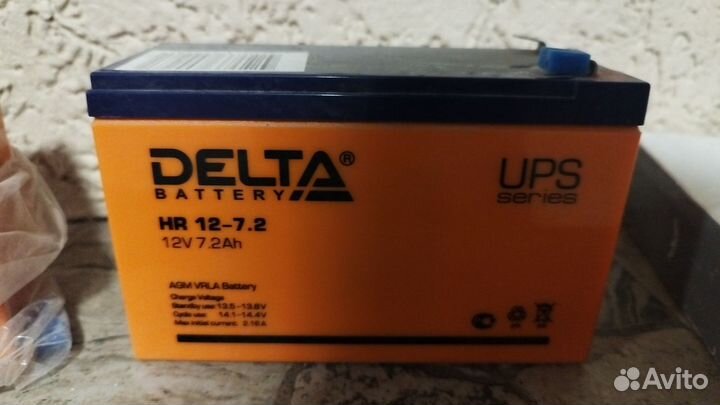 DELTA®
BATTERY
UPS
series
HR 12-7.2
12V 7.2Ah
AGM VRLA Battery
Charge Voltage
Standby use: 13.5-13.8V
Cycle use: 14.1-14.4V
Max initial current: 2.16A
Avito